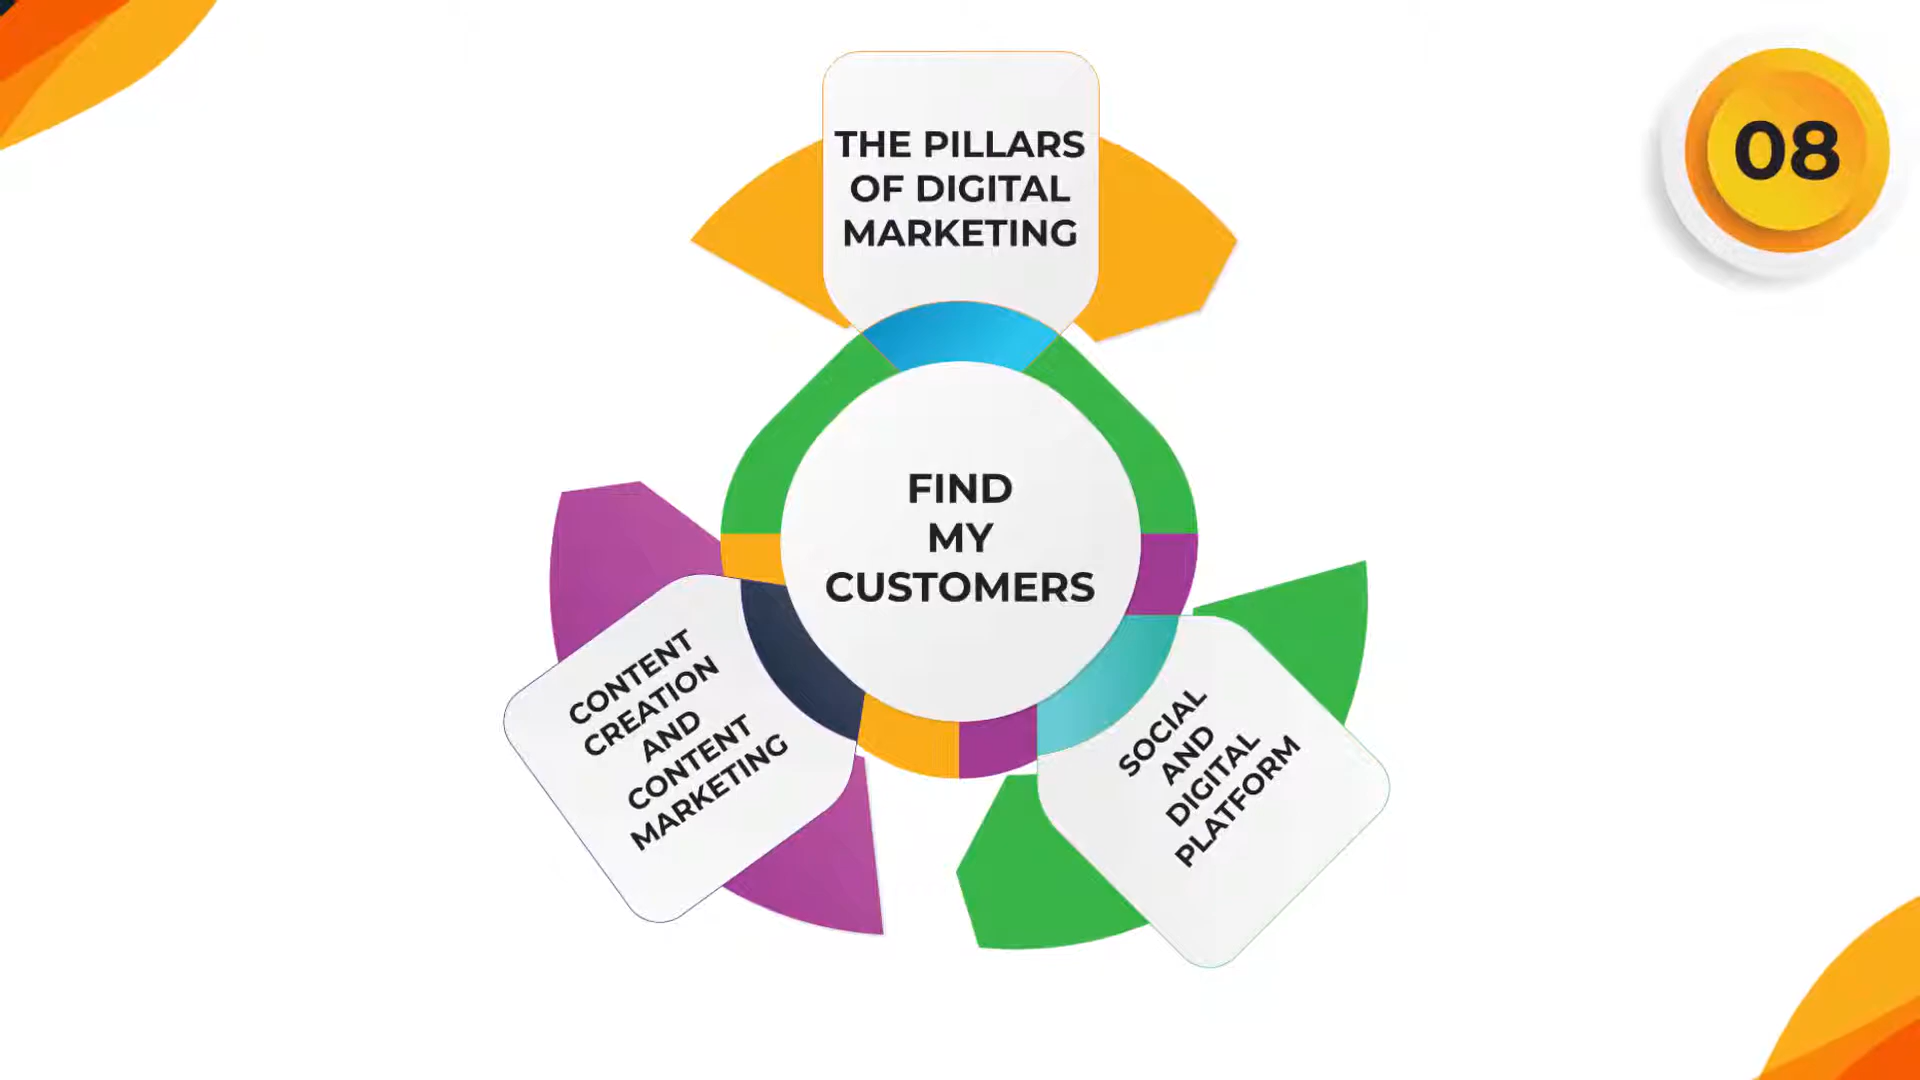 THE PILLARS
OF DIGITAL
MARKETING
08
FIND
MY
CUSTOMERS
CONTENT
CREATION
AND
CONTENT
MARKETING
SOCIAL
AND
DIGITAL
PLATFORM